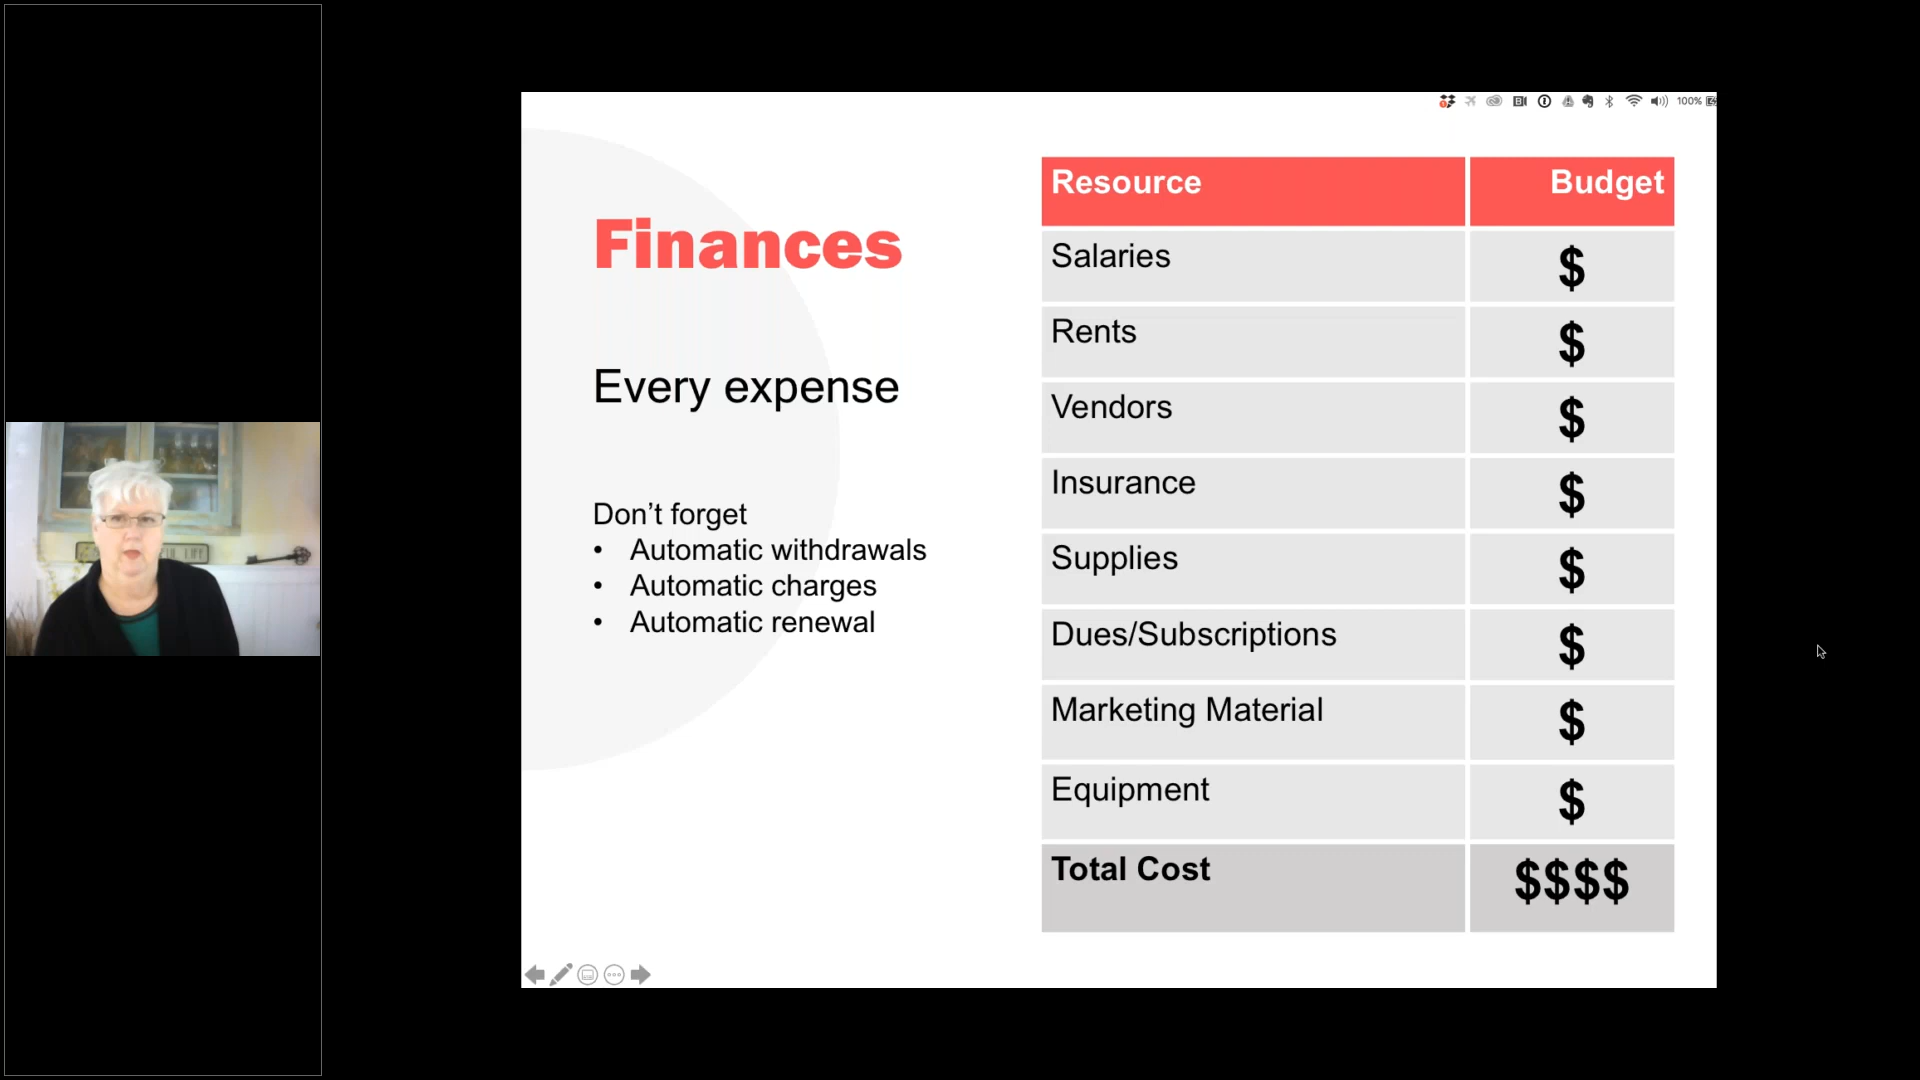 100%
Finances
Every expense
Don’t forget
• Automatic withdrawals
• Automatic charges
• Automatic renewal
Resource Budget
Salaries $
Rents $
Vendors $
Insurance $
Supplies $
Dues/Subscriptions $
Marketing Material $
Equipment $
Total Cost $$$$
LIFE